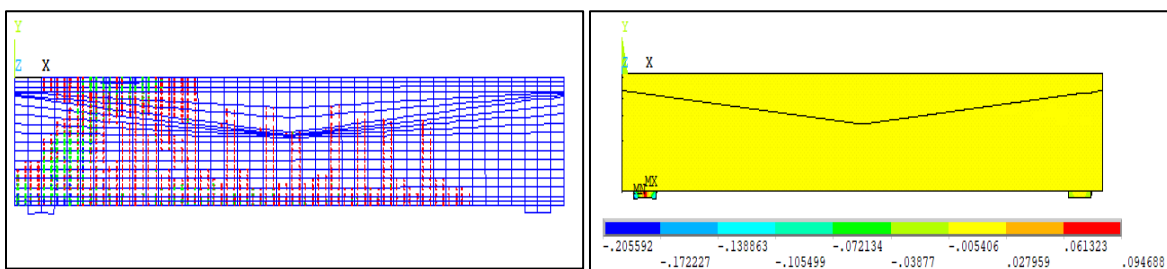 Y
Z X
Y
Z X
MX
MN
-.205592 -.138863 -.072134 -.005406 .061323
-.172227 -.105499 -.03877 .027959 .094688